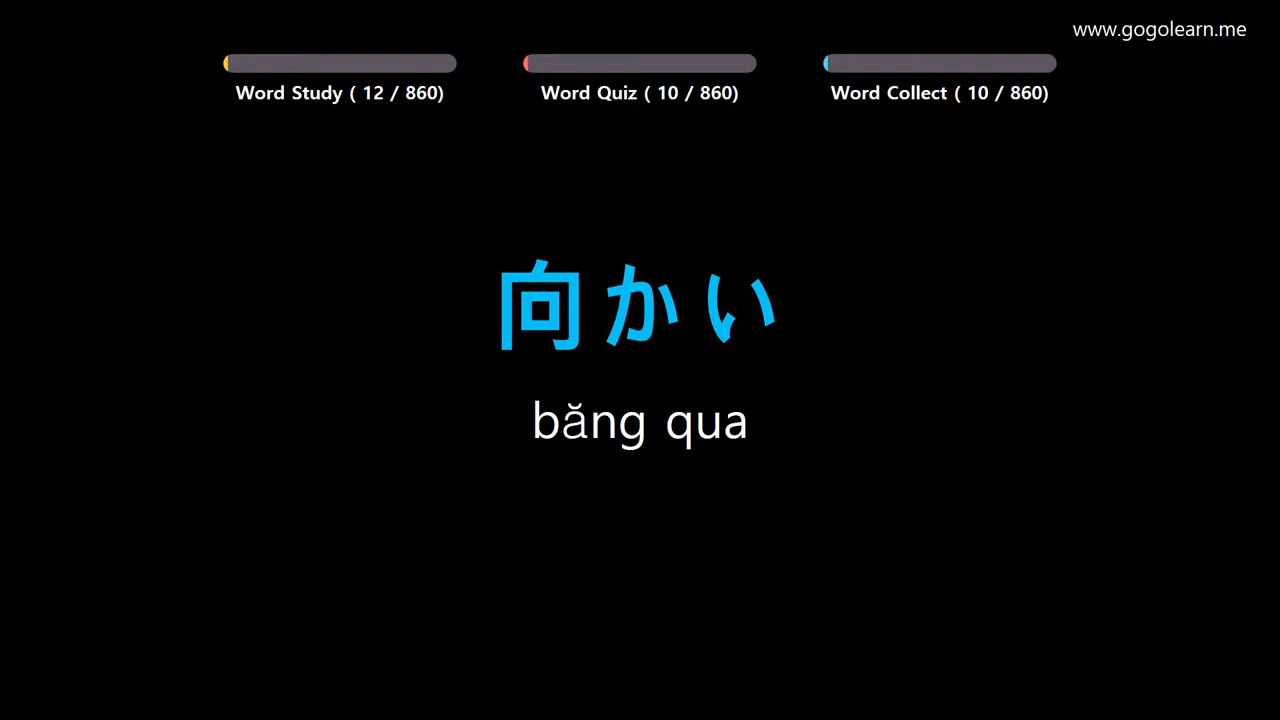 www.gogolearn.me
Word Study ( 12 / 860)
Word Quiz ( 10 / 860)
Word Collect ( 10 / 860)
向かい
băng qua